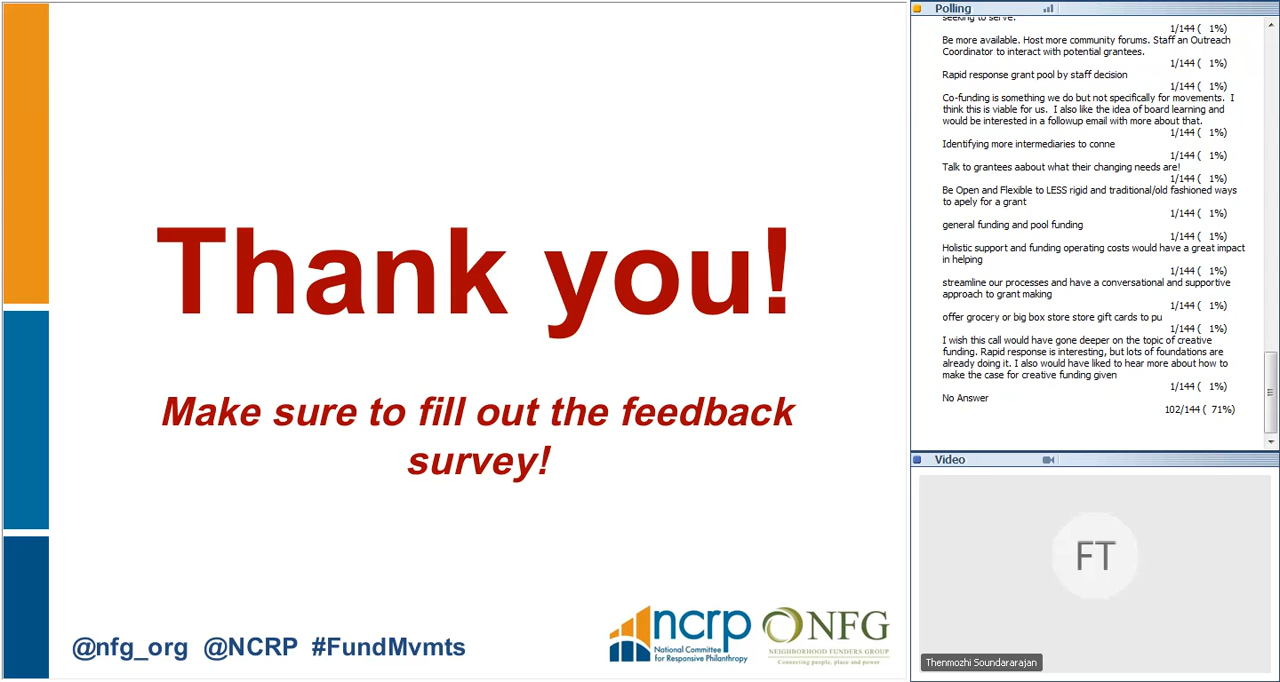 Thank you!
Make sure to fill out the feedback
survey!
@nfg_org @NCRP #FundMvmts
ncrp
National Committee
for Responsive Philanthropy
NFG
NEIGHBORHOOD FUNDERS GROUP
Connecting people, place and power
Polling
seeking to serve.
1/144 ( 1%)
Be more available. Host more community forums. Staff an Outreach
Coordinator to interact with potential grantees.
1/144 ( 1%)
Rapid response grant pool by staff decision
1/144 ( 1%)
Co-funding is something we do but not specifically for movements. I
think this is viable for us. I also like the idea of board learning and
would be interested in a followup email with more about that.
1/144 ( 1%)
Identifying more intermediaries to conne
1/144 ( 1%)
Talk to grantees aabout what their changing needs are!
1/144 ( 1%)
Be Open and Flexible to LESS rigid and traditional/old fashioned ways
to apely for a grant
1/144 ( 1%)
general funding and pool funding
1/144 ( 1%)
Holistic support and funding operating costs would have a great impact
in helping
1/144 ( 1%)
streamline our processes and have a conversational and supportive
approach to grant making
1/144 ( 1%)
offer grocery or big box store store gift cards to pu
1/144 ( 1%)
I wish this call would have gone deeper on the topic of creative
funding. Rapid response is interesting, but lots of foundations are
already doing it. I also would have liked to hear more about how to
make the case for creative funding given
1/144 ( 1%)
No Answer
102/144 ( 71%)
Video
FT
Thenmozhi Soundararajan